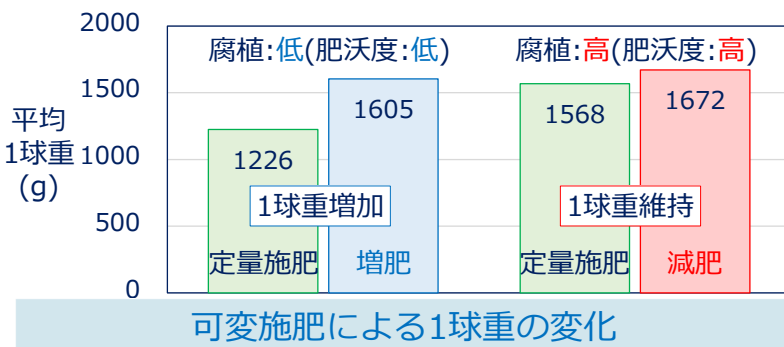 2000
1500
1000
500
0
平均
1球重
(g)
腐植:低(肥沃度:低)
腐植:高(肥沃度:高)
1226
1605
1568
1672
1球重増加
1球重維持
定量施肥
増肥
定量施肥
減肥
可変施肥による1球重の変化